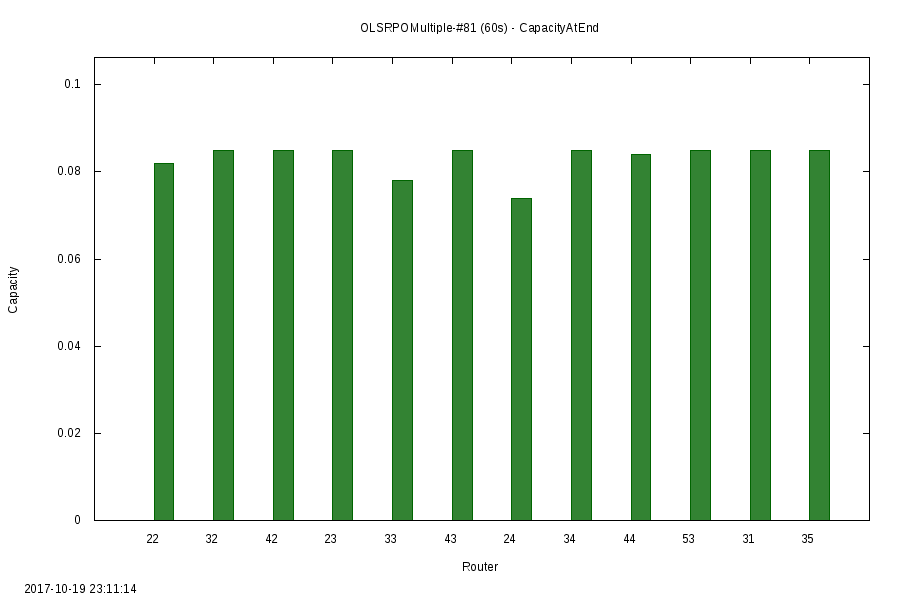 OLSRPOMultiple-#81 (60s) - CapacityAtEnd
0.1
0.08
0.06
0.04
0.02
0
Capacity
22 32 42 23 33 43 24 34 44 53 31 35
Router
2017-10-19 23:11:14